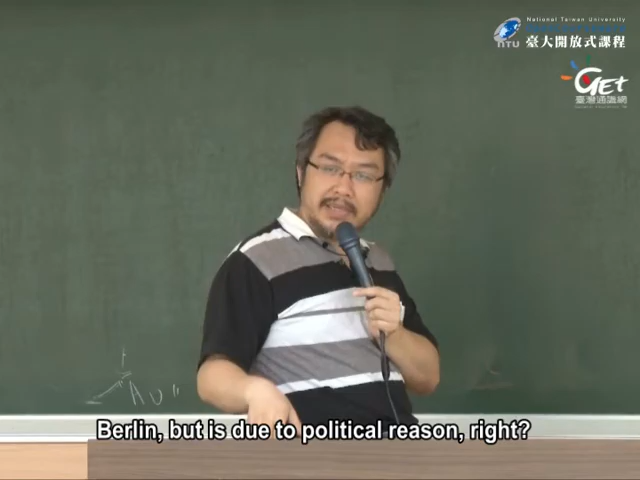 National Taiwan University
NTU
臺大開放式課程
GET
臺灣通識網
Berlin, but is due to political reason, right?